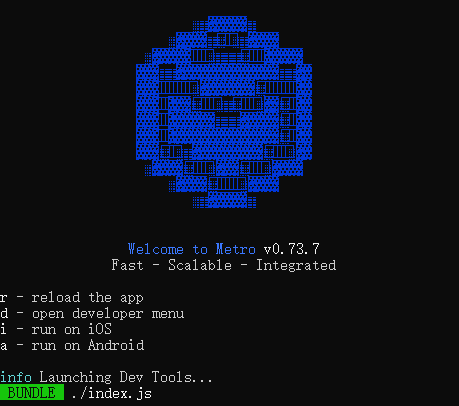 Welcome to Metro v0.73.7
Fast - Scalable - Integrated
r - reload the app
d - open developer menu
i - run on iOS
a - run on Android
info Launching Dev Tools...
BUNDLE ./index.js